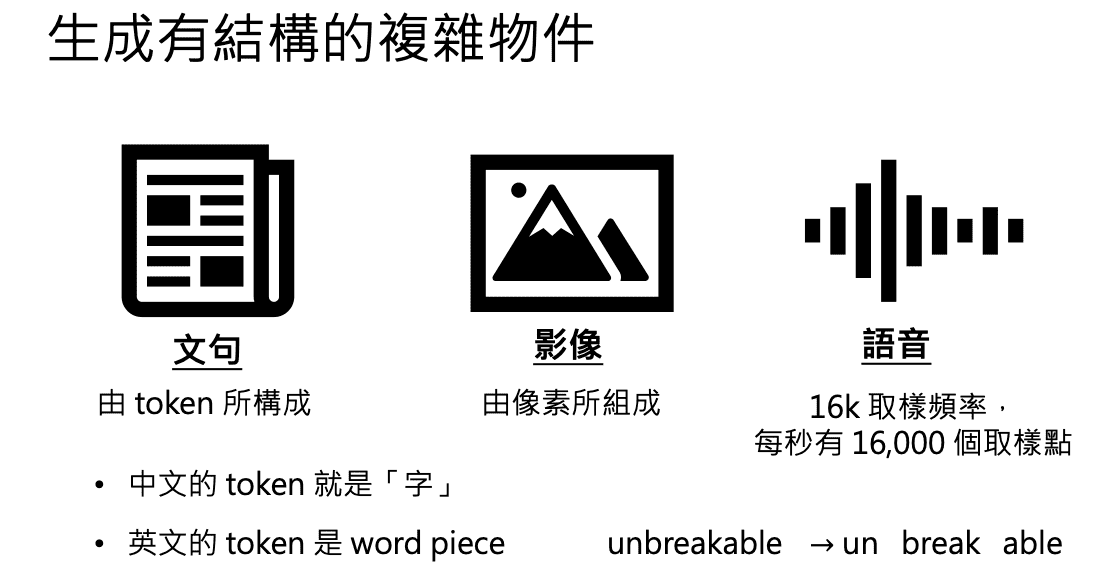 生成有結構的複雜物件
文句
由 token 所構成
影像
由像素所組成
語音
16k 取樣頻率，
每秒有 16,000 個取樣點
• 中文的 token 就是「字」
• 英文的 token 是 word piece
unbreakable → un break able